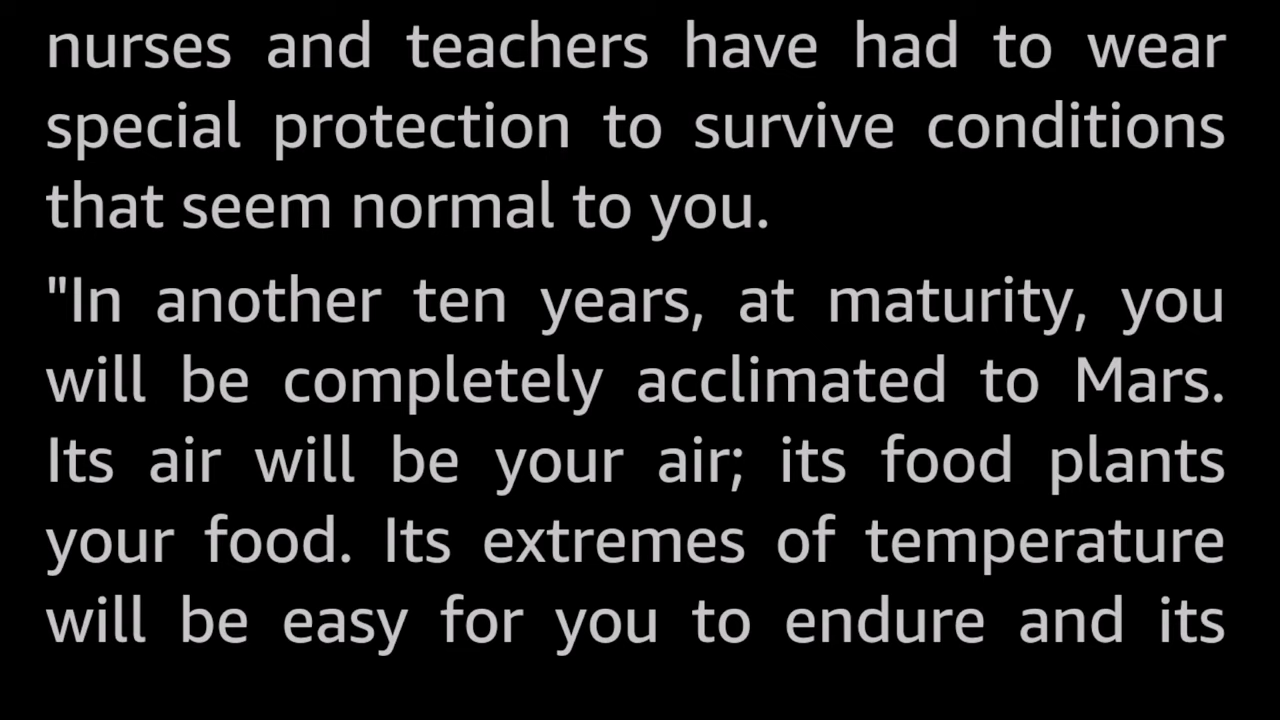 nurses and teachers have had to wear
special protection to survive conditions
that seem normal to you.
"In another ten years, at maturity, you
will be completely acclimated to Mars.
Its air will be your air; its food plants
your food. Its extremes of temperature
will be easy for you to endure and its